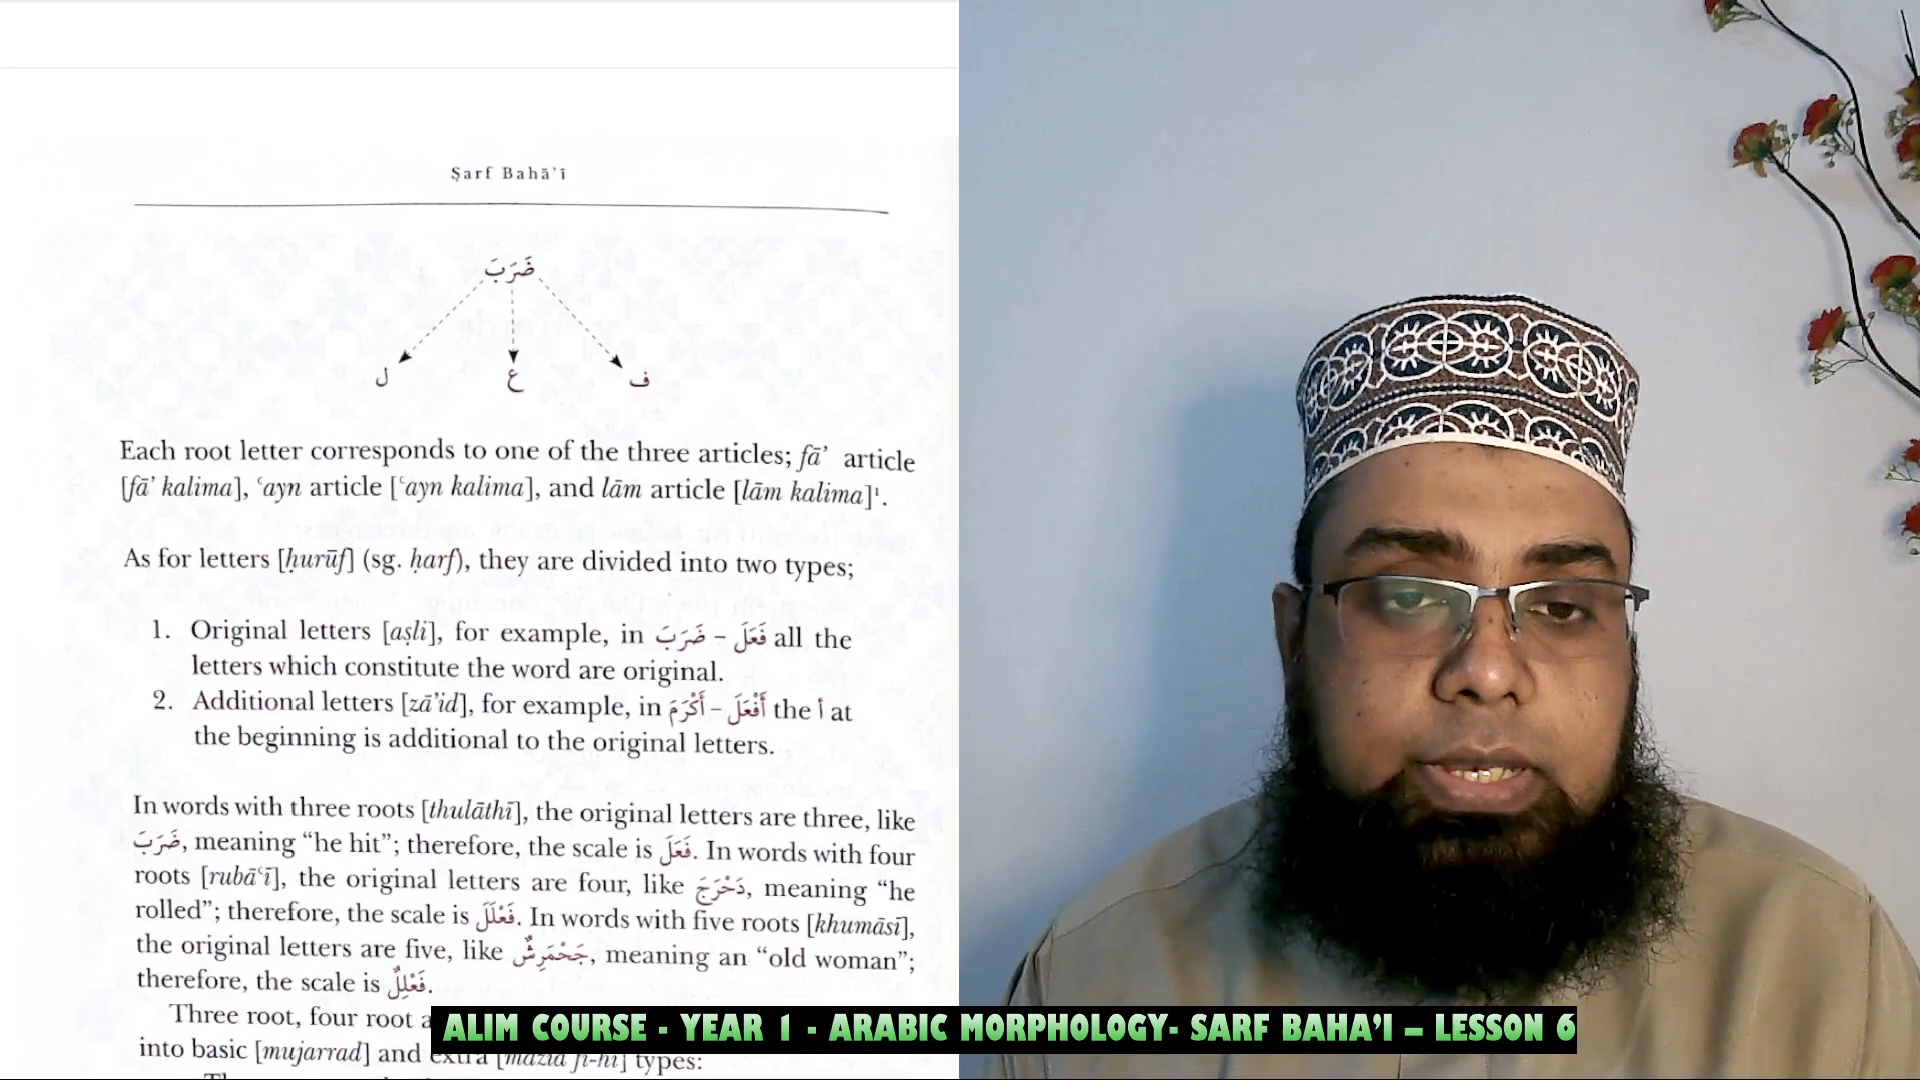 Ṣarf Bahā’ī
ضَرَبَ
ف ع ل
Each root letter corresponds to one of the three articles; fā’ article
[fā’ kalima], ‘ayn article [‘ayn kalima], and lām article [lām kalima]¹.
As for letters [ḥurūf] (sg. ḥarf), they are divided into two types;
1. Original letters [aṣli], for example, in فَعَلَ – ضَرَبَ all the
letters which constitute the word are original.
2. Additional letters [zā’id], for example, in أَفْعَلَ – أَكْرَمَ the أ at
the beginning is additional to the original letters.
In words with three roots [thulāthī], the original letters are three, like
ضَرَبَ, meaning “he hit”; therefore, the scale is فَعَلَ. In words with four
roots [rubā‘ī], the original letters are four, like دَحْرَجَ, meaning “he
rolled”; therefore, the scale is فَعْلَلَ. In words with five roots [khumāsī],
the original letters are five, like جَحْمَرِشٌ, meaning an “old woman”;
therefore, the scale is فَعْلِلٌ.
Three root, four root
into basic [mujarrad] and extra [mazīd fī-hi] types:
ALIM COURSE - YEAR 1 - ARABIC MORPHOLOGY- SARF BAHA’I – LESSON 6